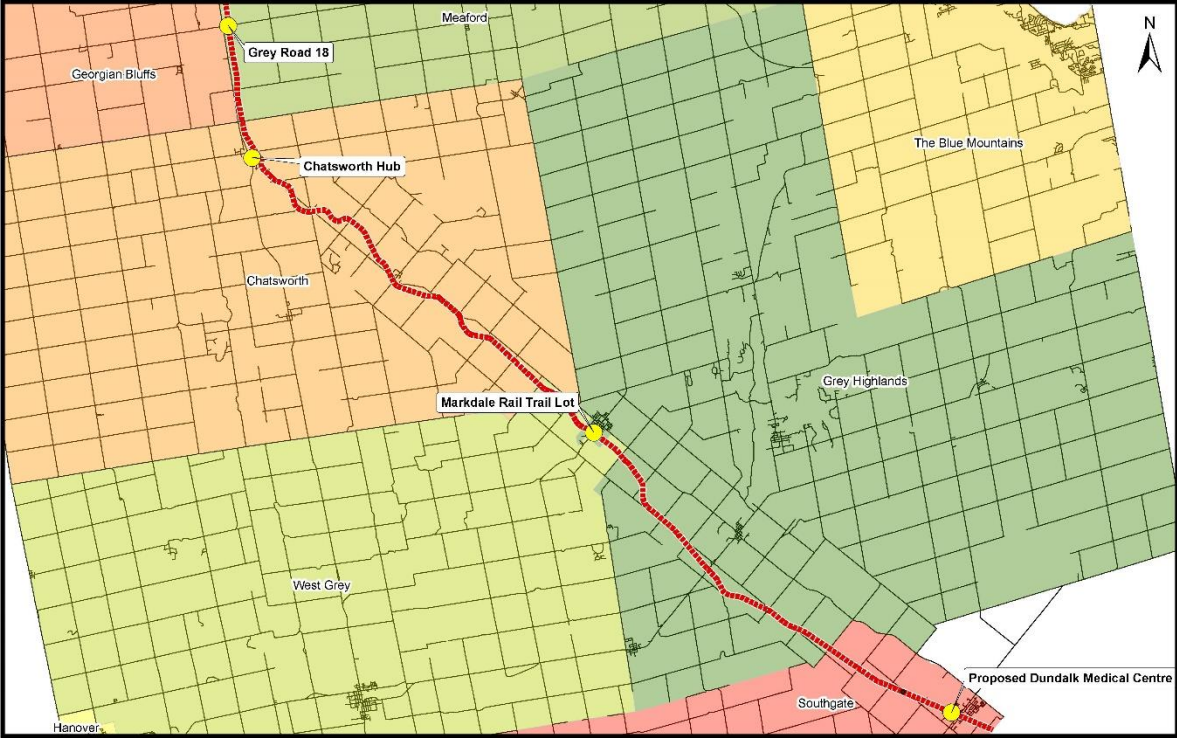 Meaford
N
Grey Road 18
Georgian Bluffs
The Blue Mountains
Chatsworth Hub
Chatsworth
Grey Highlands
Markdale Rail Trail Lot
West Grey
Proposed Dundalk Medical Centre
Southgate
Hanover